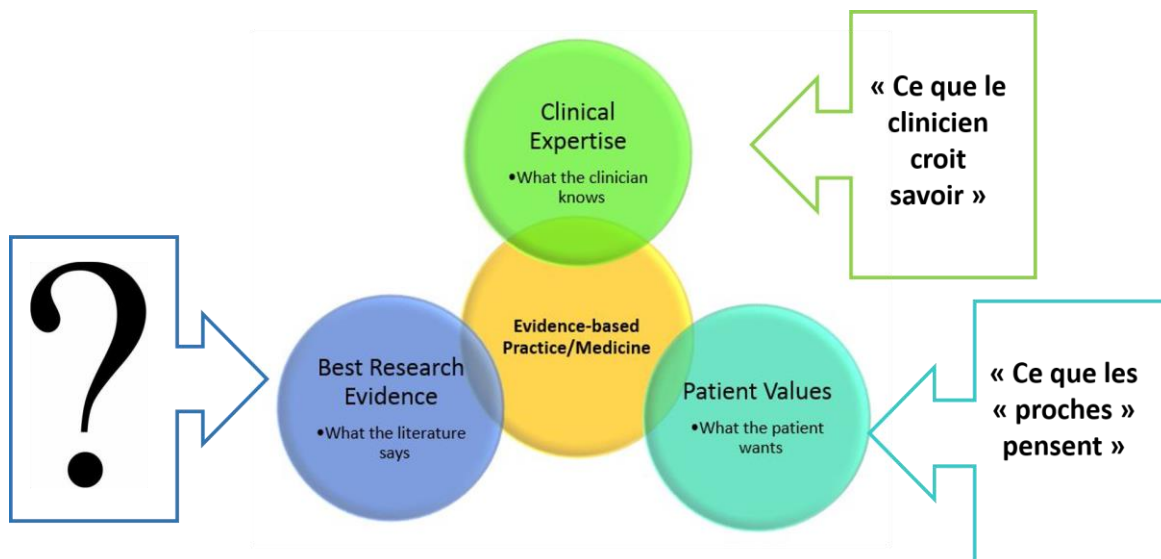 Clinical
Expertise
•What the clinician
knows
« Ce que le
clinicien
croit
savoir »
?
Evidence-based
Practice/Medicine
Best Research
Evidence
•What the literature
says
Patient Values
•What the patient
wants
« Ce que les
« proches »
pensent »